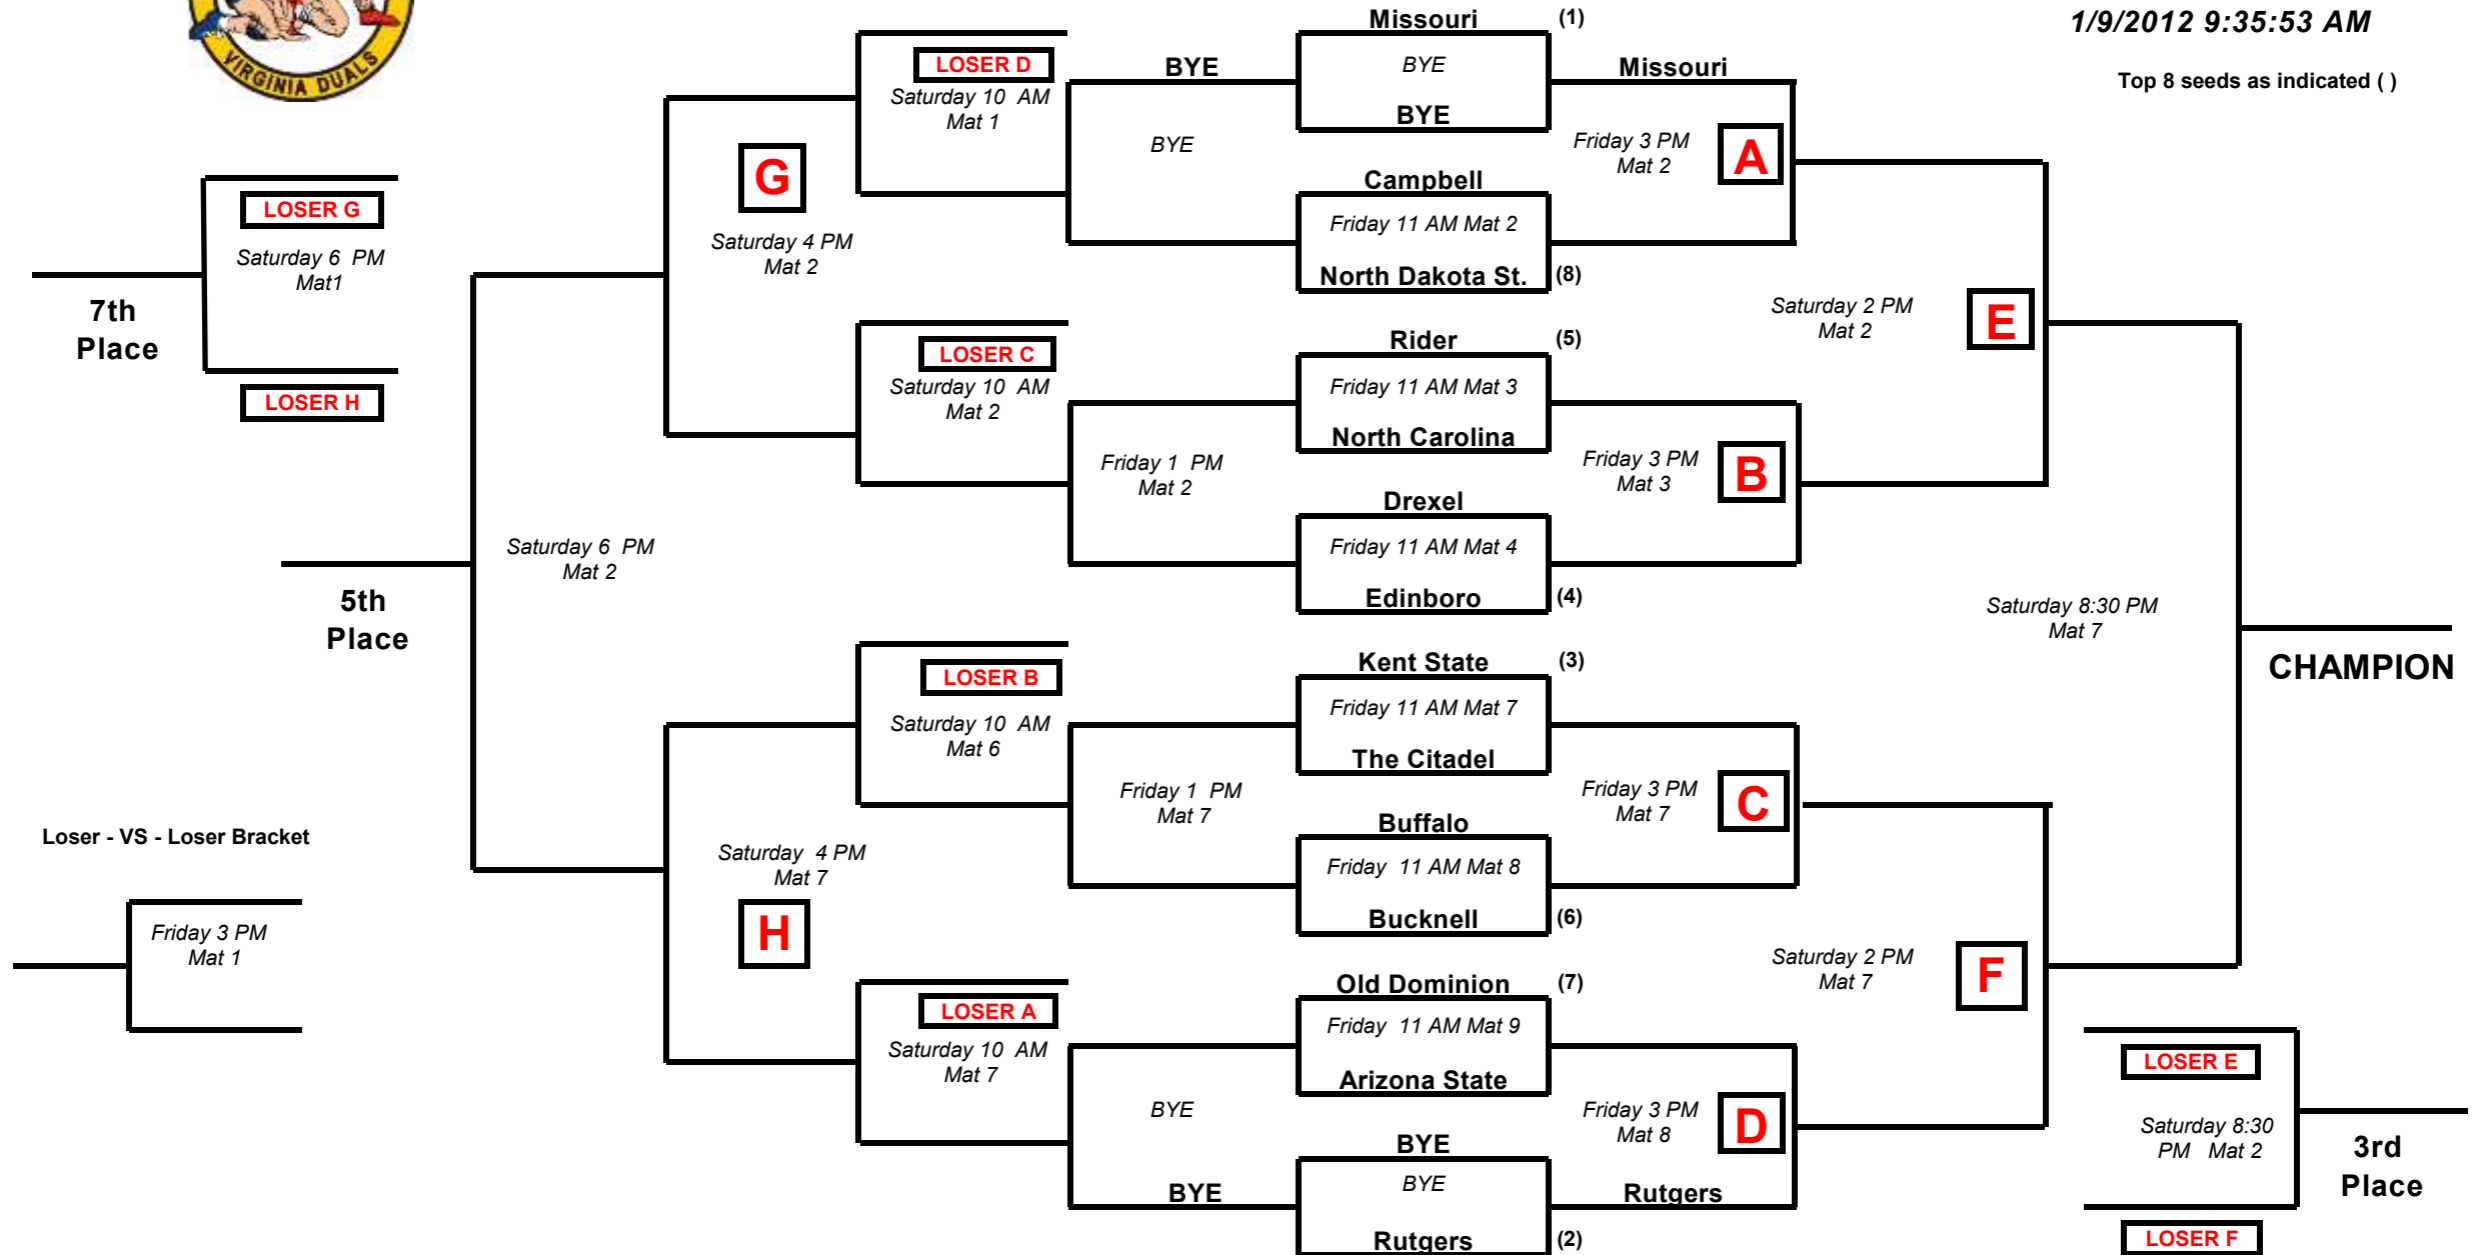 VIRGINIA DUALS
1/9/2012 9:35:53 AM
Top 8 seeds as indicated ( )
Missouri (1)
BYE
BYE
Missouri
BYE
BYE
Friday 3 PM
Mat 2
A
Campbell
Friday 11 AM Mat 2
North Dakota St. (8)
Rider (5)
Friday 11 AM Mat 3
North Carolina
Friday 1 PM
Mat 2
Friday 3 PM
Mat 3
B
Drexel
Friday 11 AM Mat 4
Edinboro (4)
Saturday 2 PM
Mat 2
E
Kent State (3)
Friday 11 AM Mat 7
The Citadel
Friday 1 PM
Mat 7
Friday 3 PM
Mat 7
C
Buffalo
Friday 11 AM Mat 8
Bucknell (6)
Old Dominion (7)
Friday 11 AM Mat 9
Arizona State
BYE
Friday 3 PM
Mat 8
D
BYE
BYE
BYE
Rutgers
Rutgers (2)
Saturday 2 PM
Mat 7
F
Saturday 8:30 PM
Mat 7
CHAMPION
LOSER E
Saturday 8:30
PM Mat 2
3rd
Place
LOSER F
LOSER D
Saturday 10 AM
Mat 1
G
Saturday 4 PM
Mat 2
LOSER C
Saturday 10 AM
Mat 2
LOSER B
Saturday 10 AM
Mat 6
Saturday 4 PM
Mat 7
H
LOSER A
Saturday 10 AM
Mat 7
Saturday 6 PM
Mat 2
5th
Place
LOSER G
Saturday 6 PM
Mat1
7th
Place
LOSER H
Loser - VS - Loser Bracket
Friday 3 PM
Mat 1